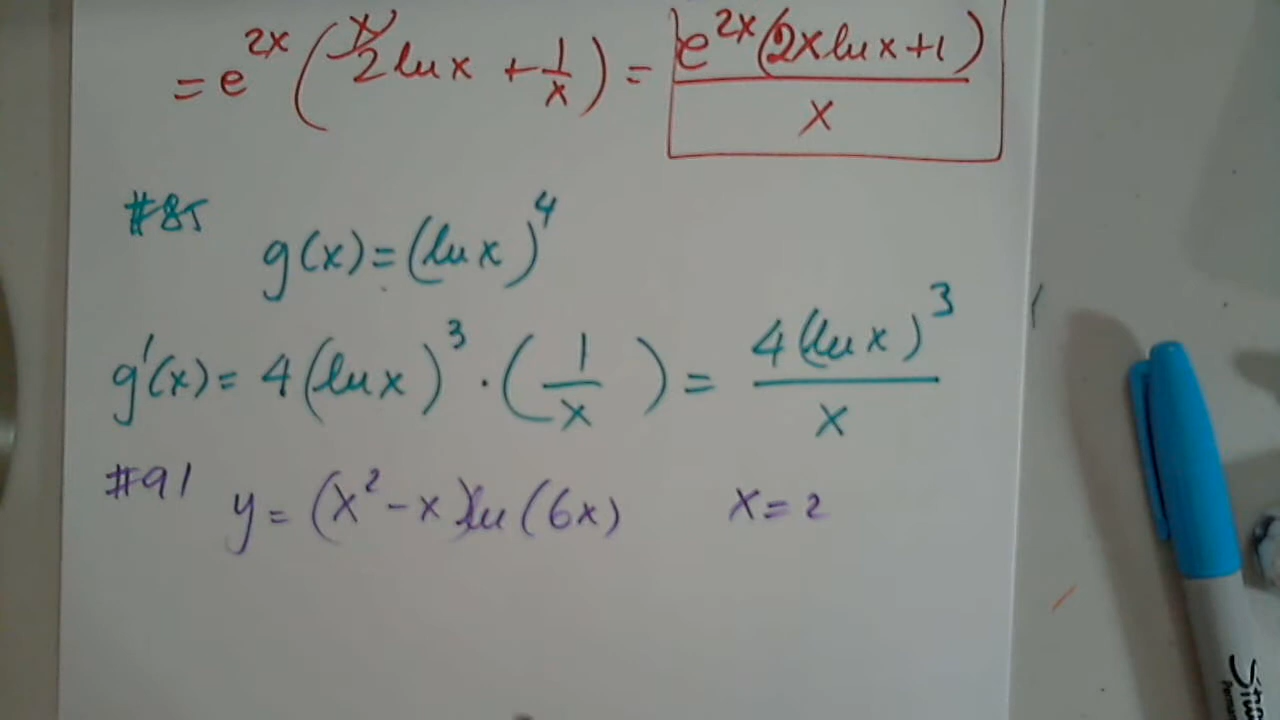 = e^{2x} (x/2 ln x + 1/x) = e^{2x}(2x ln x + 1)/x
#85
g(x) = (ln x)^4
g'(x) = 4(ln x)^3 · (1/x) = 4(ln x)^3/x
#91 y = (x^2 - x) ln(6x) x = 2